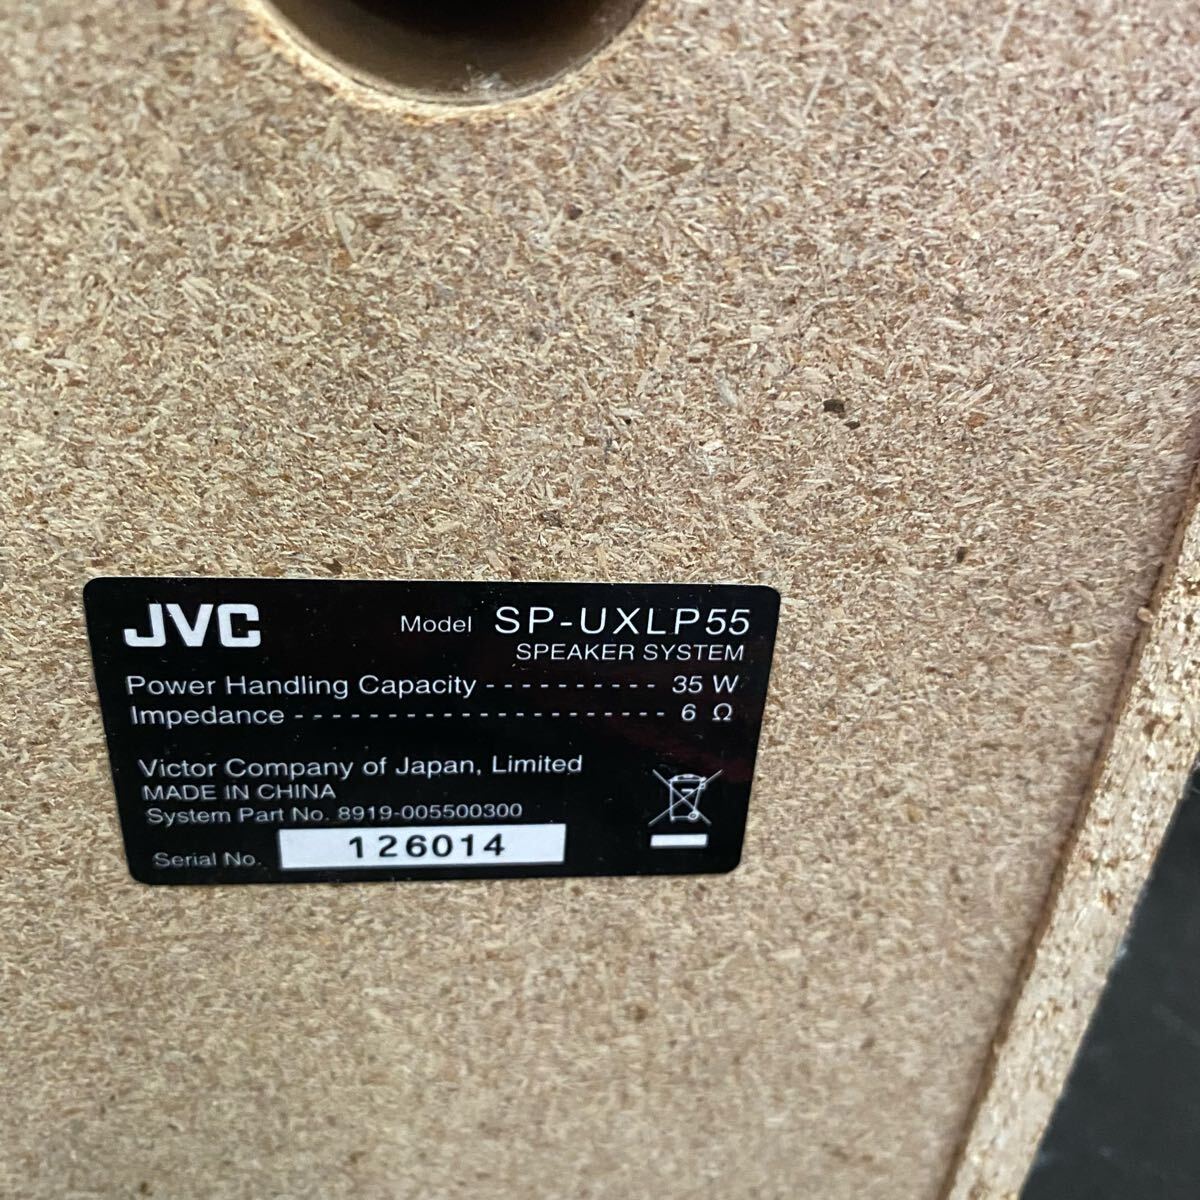 JVC Model SP-UXLP55
SPEAKER SYSTEM
Power Handling Capacity - - - - - - - - - - 35 W
Impedance - - - - - - - - - - - - - - - - - - - - 6 Ω
Victor Company of Japan, Limited
MADE IN CHINA
System Part No. 8919-005500300
Serial No. 126014